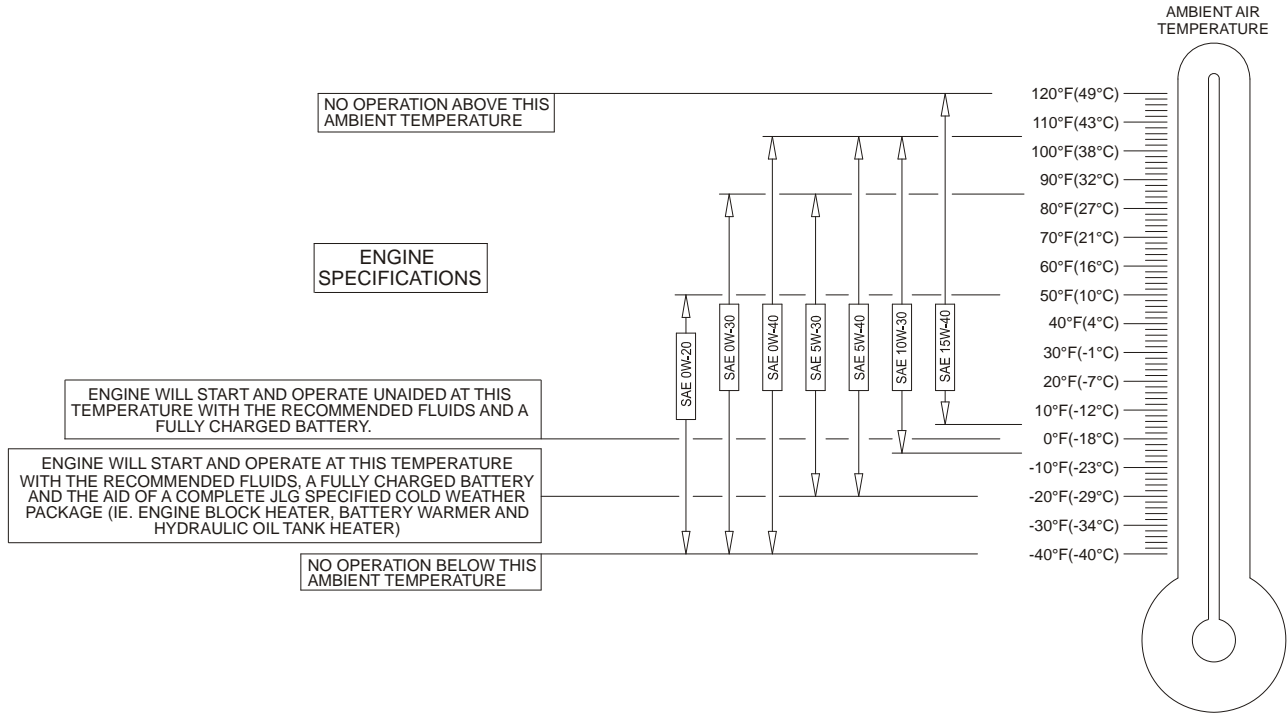 AMBIENT AIR
TEMPERATURE
NO OPERATION ABOVE THIS
AMBIENT TEMPERATURE
120°F(49°C)
110°F(43°C)
100°F(38°C)
90°F(32°C)
80°F(27°C)
70°F(21°C)
60°F(16°C)
50°F(10°C)
40°F(4°C)
30°F(-1°C)
20°F(-7°C)
10°F(-12°C)
0°F(-18°C)
-10°F(-23°C)
-20°F(-29°C)
-30°F(-34°C)
-40°F(-40°C)
ENGINE
SPECIFICATIONS
SAE 0W-20
SAE 0W-30
SAE 0W-40
SAE 5W-30
SAE 5W-40
SAE 10W-30
SAE 15W-40
ENGINE WILL START AND OPERATE UNAIDED AT THIS
TEMPERATURE WITH THE RECOMMENDED FLUIDS AND A
FULLY CHARGED BATTERY.
ENGINE WILL START AND OPERATE AT THIS TEMPERATURE
WITH THE RECOMMENDED FLUIDS, A FULLY CHARGED BATTERY
AND THE AID OF A COMPLETE JLG SPECIFIED COLD WEATHER
PACKAGE (IE. ENGINE BLOCK HEATER, BATTERY WARMER AND
HYDRAULIC OIL TANK HEATER)
NO OPERATION BELOW THIS
AMBIENT TEMPERATURE